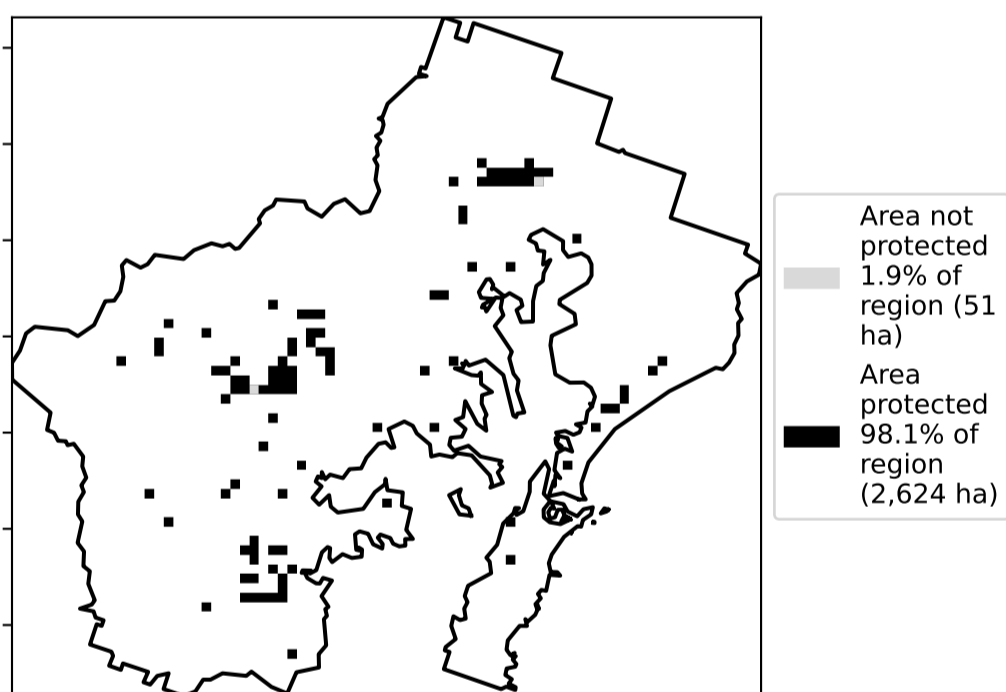 Area not
protected
1.9% of
region (51
ha)
Area
protected
98.1% of
region
(2,624 ha)